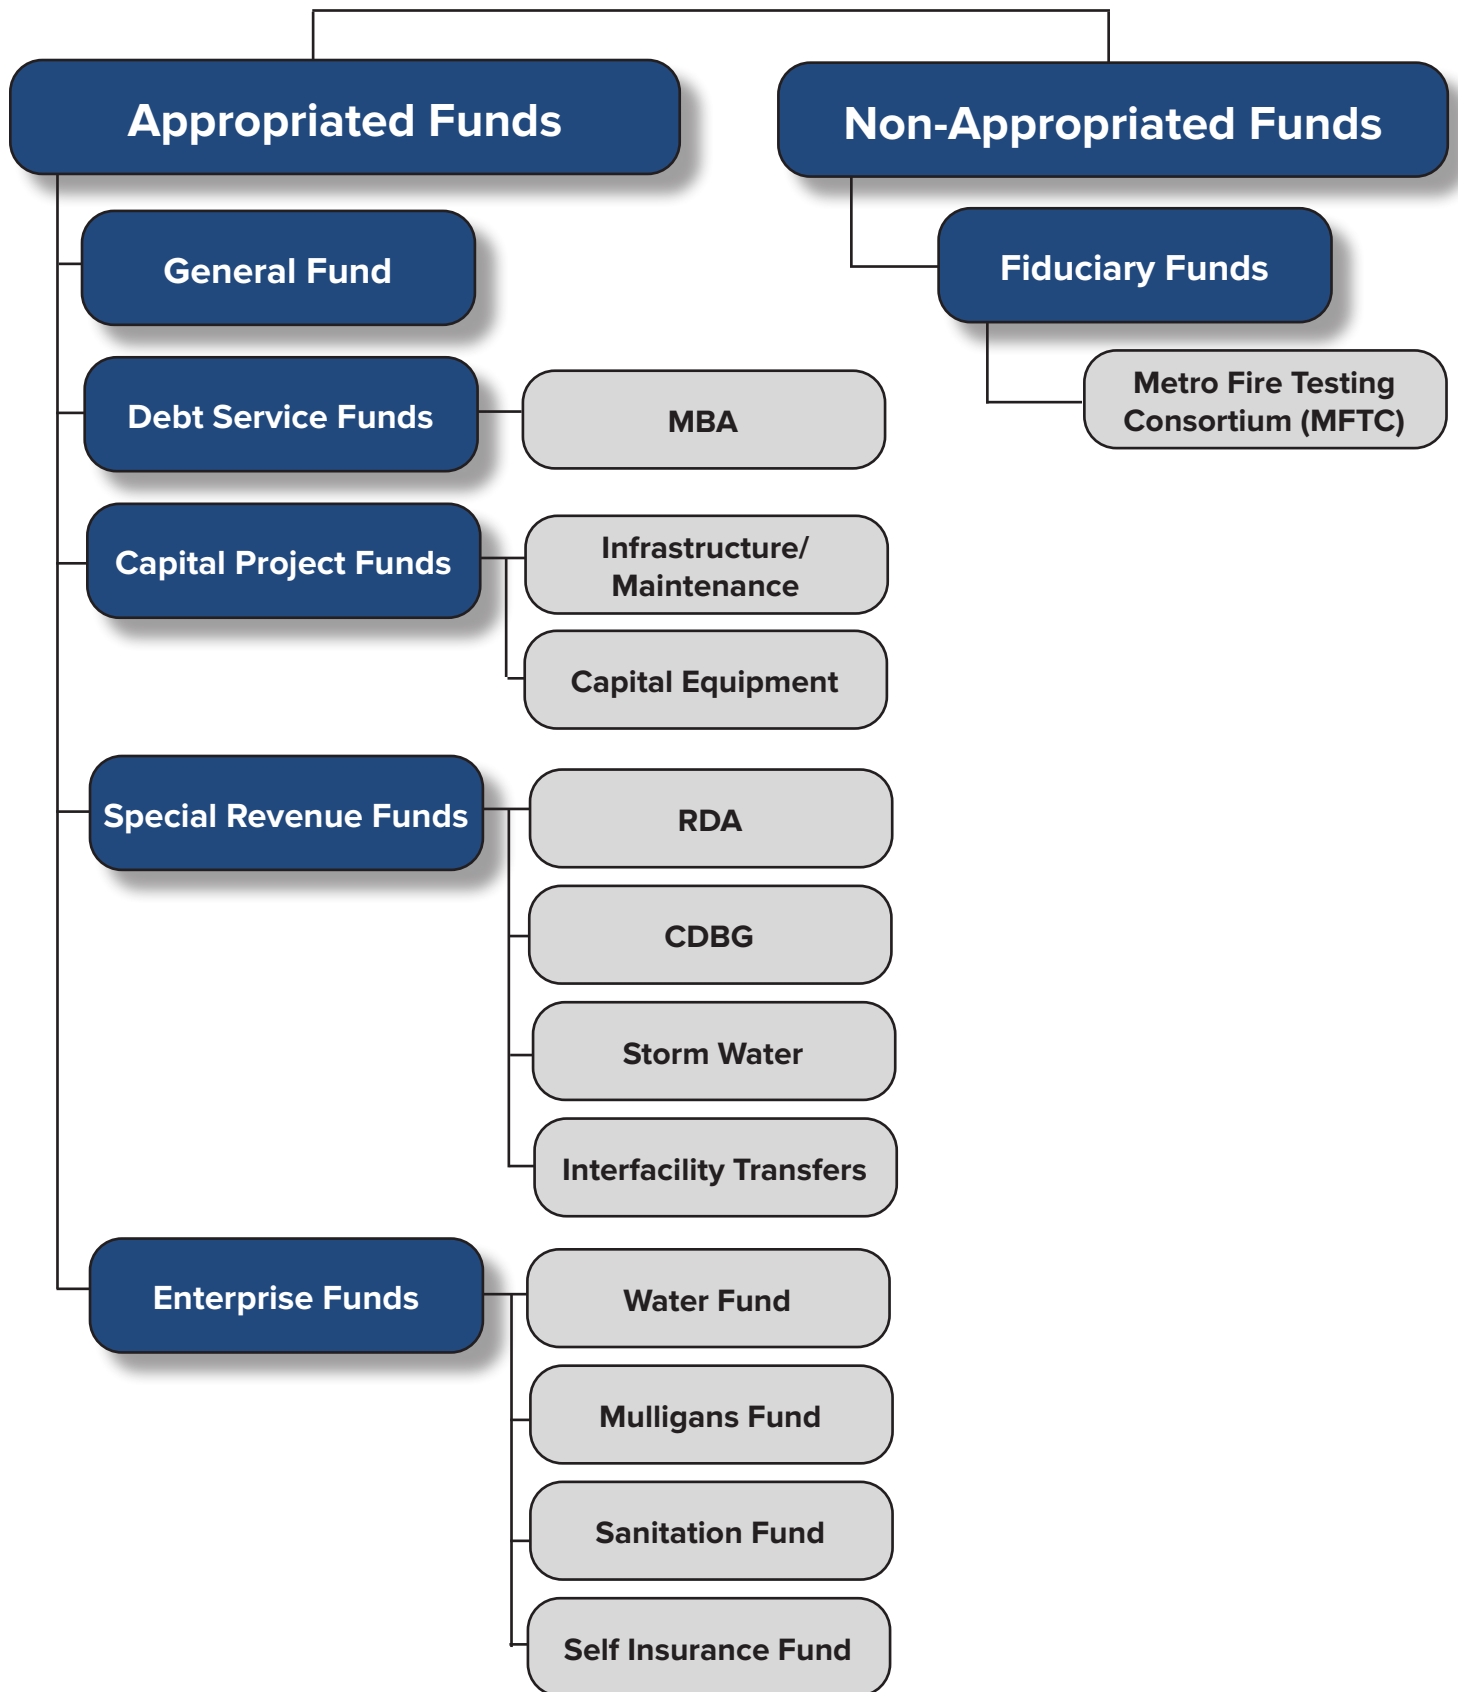 Appropriated Funds
Non-Appropriated Funds
General Fund
Fiduciary Funds
Metro Fire Testing
Consortium (MFTC)
Debt Service Funds
MBA
Capital Project Funds
Infrastructure/
Maintenance
Capital Equipment
Special Revenue Funds
RDA
CDBG
Storm Water
Interfacility Transfers
Enterprise Funds
Water Fund
Mulligans Fund
Sanitation Fund
Self Insurance Fund